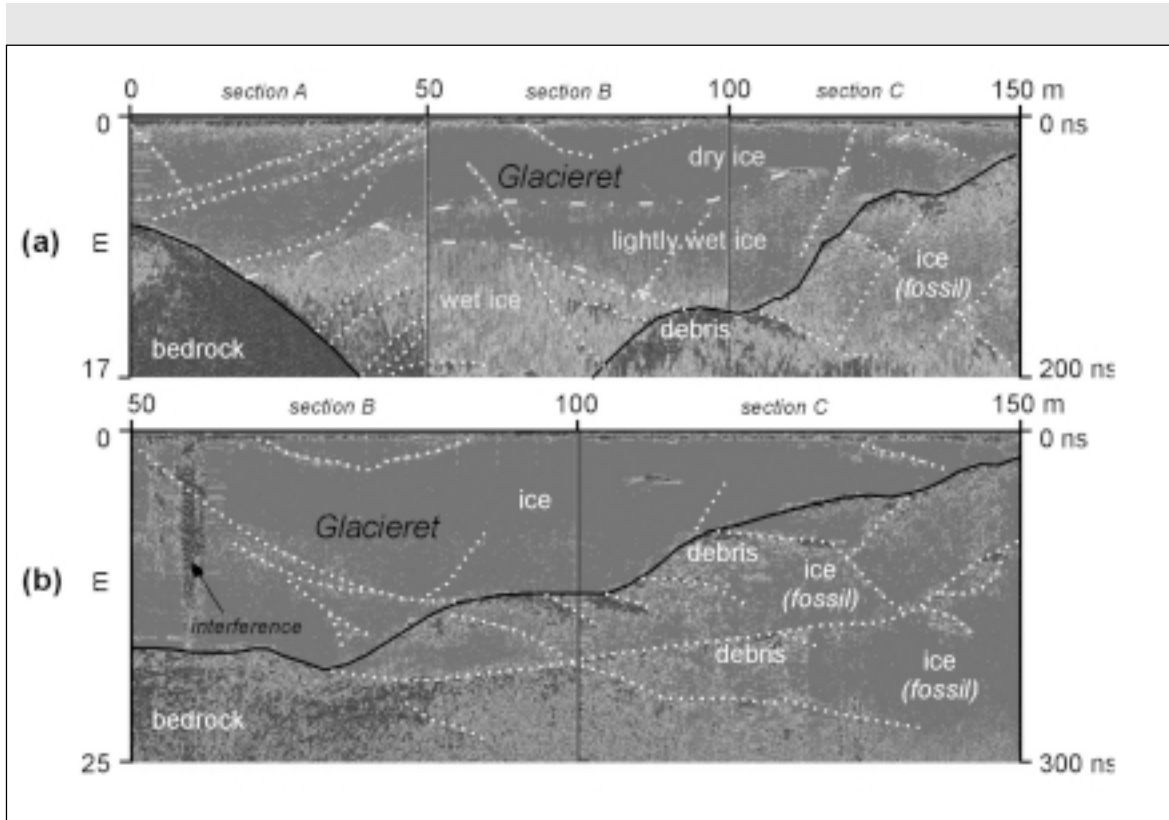 0 section A 50 section B 100 section C 150 m
0 0 ns
dry ice
Glacieret
(a) m lightly wet ice
ice
(fossil)
wet ice
debris
bedrock
17 200 ns
50 section B 100 section C 150 m
0 0 ns
ice
Glacieret
debris
(b) m ice
(fossil)
interference
debris
ice
(fossil)
bedrock
25 300 ns